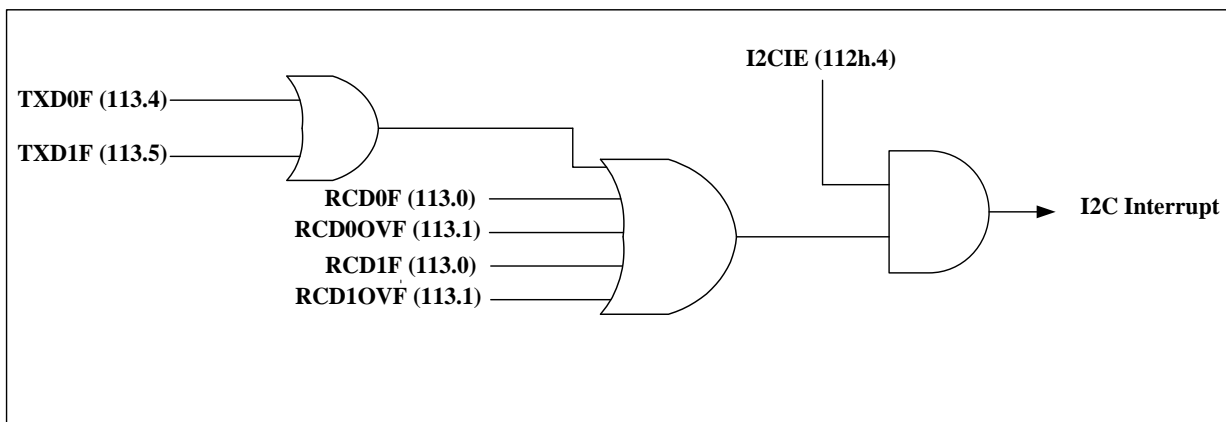 I2CIE (112h.4)
TXD0F (113.4)
TXD1F (113.5)
RCD0F (113.0)
RCD0OVF (113.1)
RCD1F (113.0)
RCD1OVF (113.1)
I2C Interrupt